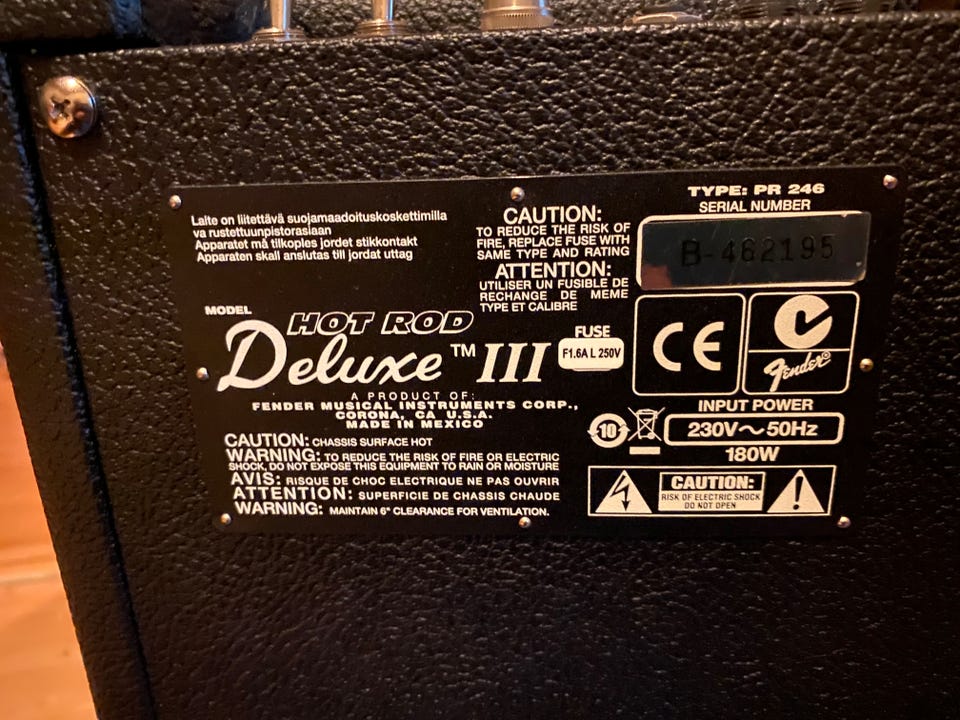 Laite on liitettävä suojamaadoituskoskettimilla
va rustettuunpistorasiaan
Apparatet må tilkoples jordet stikkontakt
Apparaten skall anslutas till jordat uttag
CAUTION:
TO REDUCE THE RISK OF
FIRE, REPLACE FUSE WITH
SAME TYPE AND RATING
ATTENTION:
UTILISER UN FUSIBLE DE
RECHANGE DE MEME
TYPE ET CALIBRE
TYPE: PR 246
SERIAL NUMBER
B-462195
MODEL
HOT ROD
Deluxe™ III
FUSE
F1.6A L 250V
CE
Fender®
A PRODUCT OF:
FENDER MUSICAL INSTRUMENTS CORP.,
CORONA, CA U.S.A.
MADE IN MEXICO
10
INPUT POWER
230V~50Hz
180W
CAUTION: CHASSIS SURFACE HOT
WARNING: TO REDUCE THE RISK OF FIRE OR ELECTRIC
SHOCK, DO NOT EXPOSE THIS EQUIPMENT TO RAIN OR MOISTURE
AVIS: RISQUE DE CHOC ELECTRIQUE NE PAS OUVRIR
ATTENTION: SUPERFICIE DE CHASSIS CHAUDE
WARNING: MAINTAIN 6" CLEARANCE FOR VENTILATION.
CAUTION:
RISK OF ELECTRIC SHOCK
DO NOT OPEN